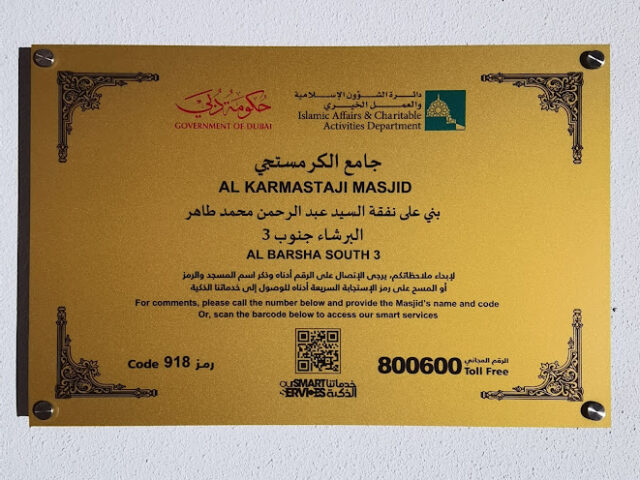 حكومة دبي
GOVERNMENT OF DUBAI
دائرة الشؤون الإسلامية
والعمل الخيري
Islamic Affairs & Charitable
Activities Department
جامع الكرمستجي
AL KARMASTAJI MASJID
بني على نفقة السيد عبد الرحمن محمد طاهر
البرشاء جنوب 3
AL BARSHA SOUTH 3
لإبداء ملاحظاتكم، يرجى الإتصال على الرقم أدناه وذكر اسم المسجد والرمز
أو المسح على رمز الإستجابة السريعة أدناه للوصول إلى خدماتنا الذكية
For comments, please call the number below and provide the Masjid's name and code
Or, scan the barcode below to access our smart services
Code 918 رمز
800600 الرقم المجاني
Toll Free
OUR SMART خدماتنا
SERVICES الذكية